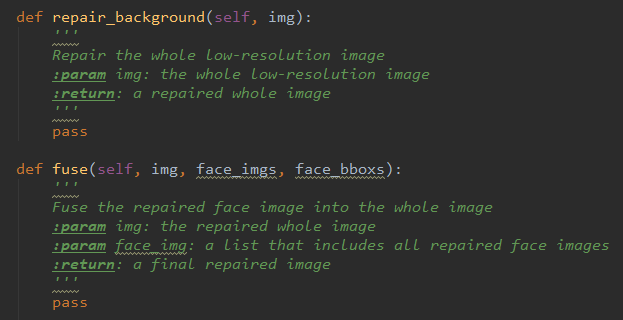 def repair_background(self, img):
    '''
    Repair the whole low-resolution image
    :param img: the whole low-resolution image
    :return: a repaired whole image
    '''
    pass
def fuse(self, img, face_imgs, face_bboxs):
    '''
    Fuse the repaired face image into the whole image
    :param img: the repaired whole image
    :param face_img: a list that includes all repaired face images
    :return: a final repaired image
    '''
    pass